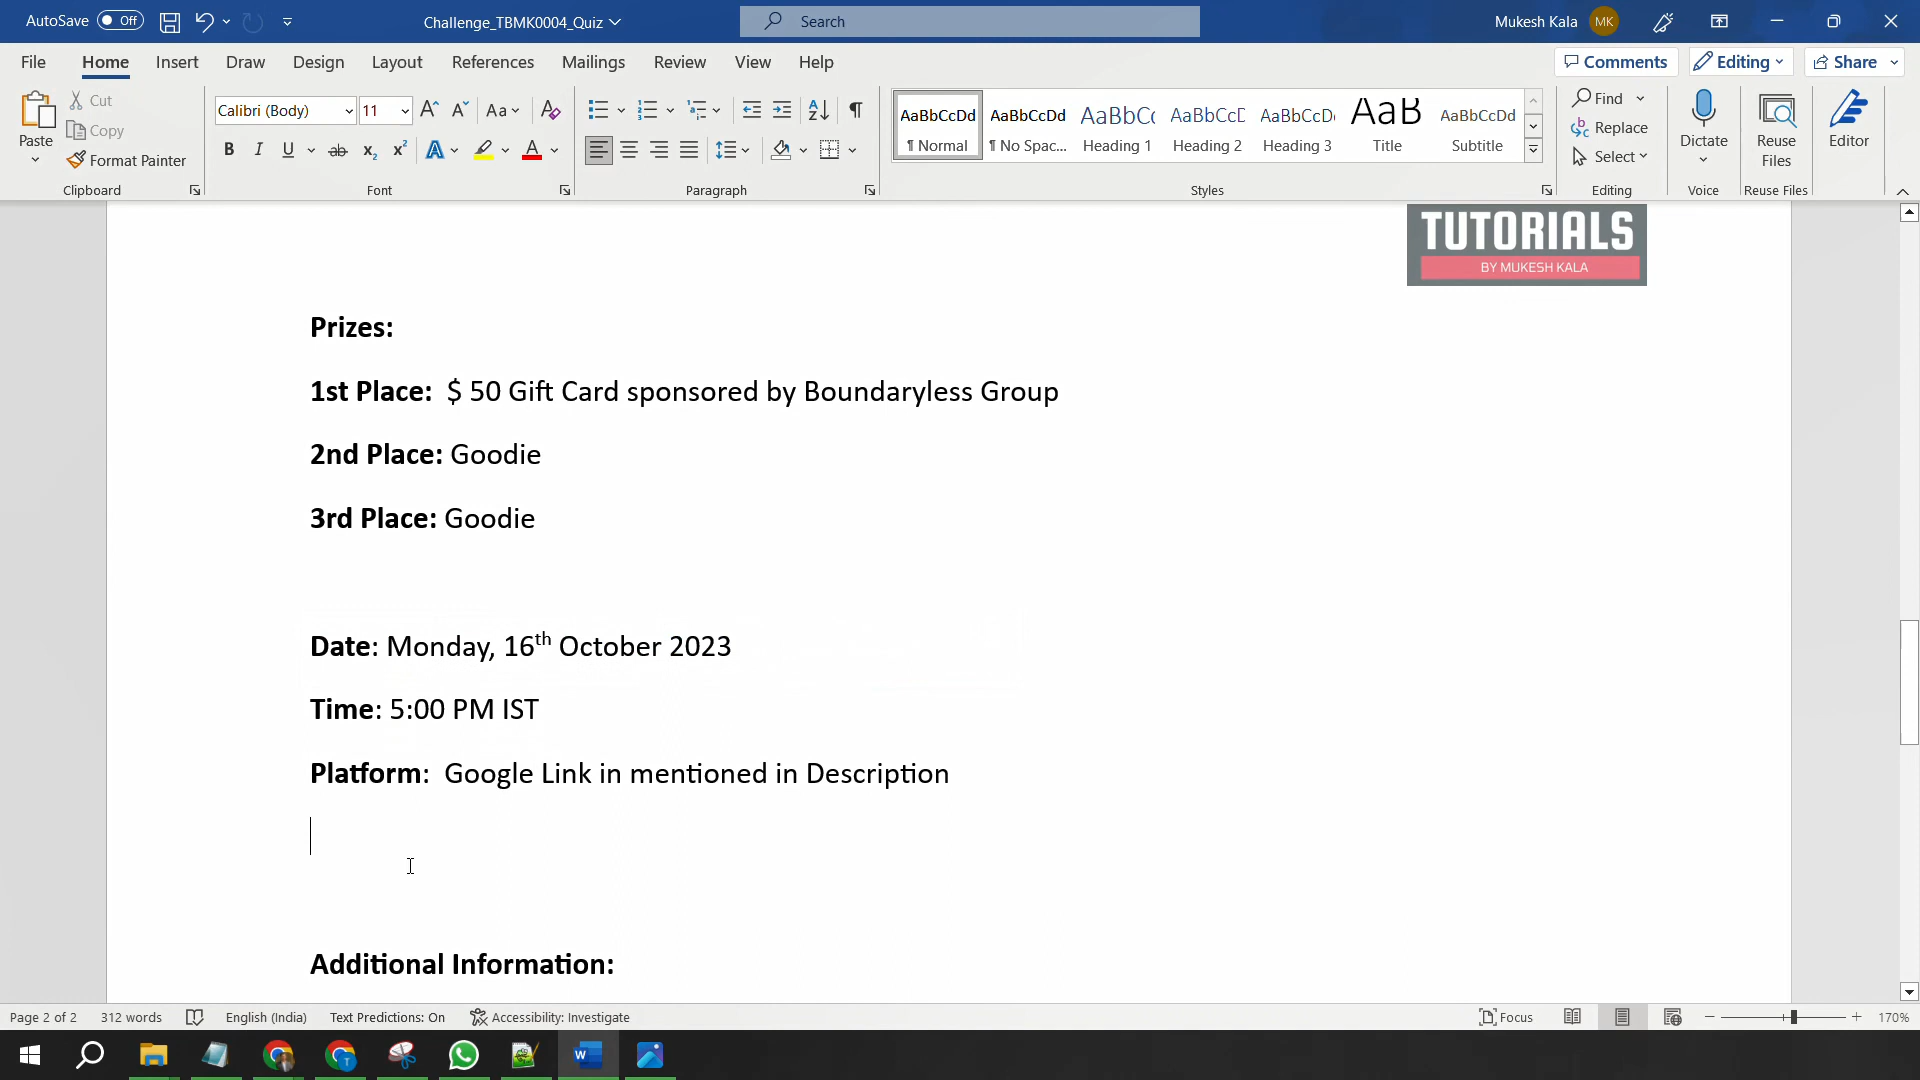 AutoSave Off
Challenge_TBMK0004_Quiz
Search
Mukesh Kala MK
File Home Insert Draw Design Layout References Mailings Review View Help
Comments Editing Share
Paste
Cut
Copy
Format Painter
Clipboard
Calibri (Body) 11
Font
Paragraph
AaBbCcDd AaBbCcDd AaBbCc AaBbCcD AaBbCcDc AaB AaBbCcDd
¶ Normal ¶ No Spac... Heading 1 Heading 2 Heading 3 Title Subtitle
Styles
Find
Replace
Select
Editing
Dictate
Voice
Reuse Files
Reuse Files
Editor
TUTORIALS
BY MUKESH KALA
Prizes:
1st Place: $ 50 Gift Card sponsored by Boundaryless Group
2nd Place: Goodie
3rd Place: Goodie
Date: Monday, 16th October 2023
Time: 5:00 PM IST
Platform: Google Link in mentioned in Description
Additional Information:
Page 2 of 2 312 words English (India) Text Predictions: On Accessibility: Investigate Focus 170%